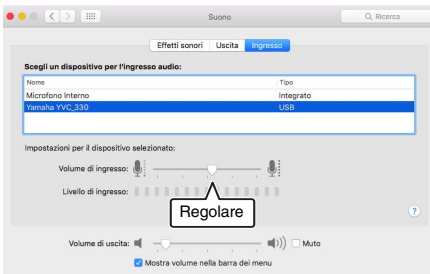 Suono
Ricerca
Effetti sonori Uscita Ingresso
Scegli un dispositivo per l'ingresso audio:
Nome Tipo
Microfono Interno Integrato
Yamaha YVC_330 USB
Impostazioni per il dispositivo selezionato:
Volume di ingresso:
Livello di ingresso:
Regolare
?
Volume di uscita: Muto
Mostra volume nella barra dei menu